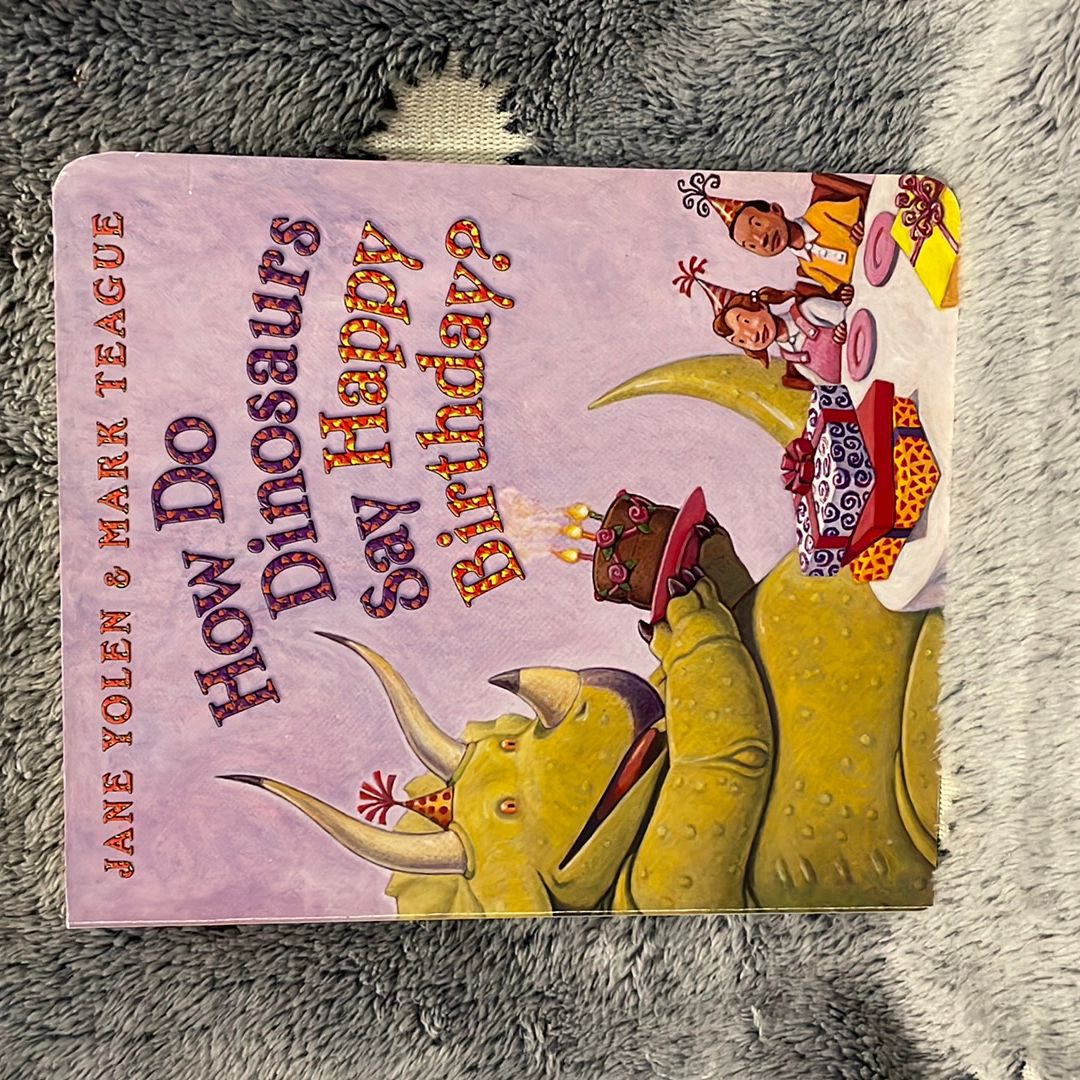 JANE YOLEN & MARK TEAGUE
How Do
Dinosaurs
Say Happy
Birthday?